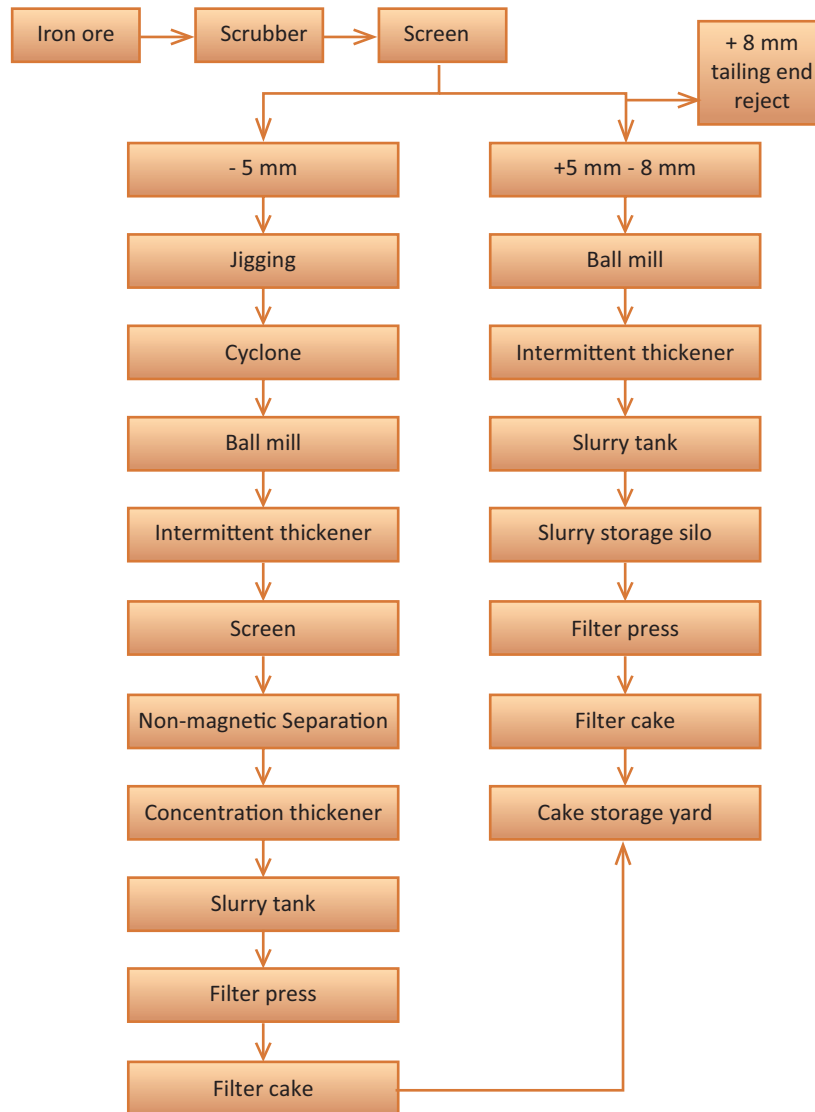 Iron ore
Scrubber
Screen
+ 8 mm
tailing end
reject
- 5 mm
Jigging
Cyclone
Ball mill
Intermittent thickener
Screen
Non-magnetic Separation
Concentration thickener
Slurry tank
Filter press
Filter cake
+5 mm - 8 mm
Ball mill
Intermittent thickener
Slurry tank
Slurry storage silo
Filter press
Filter cake
Cake storage yard